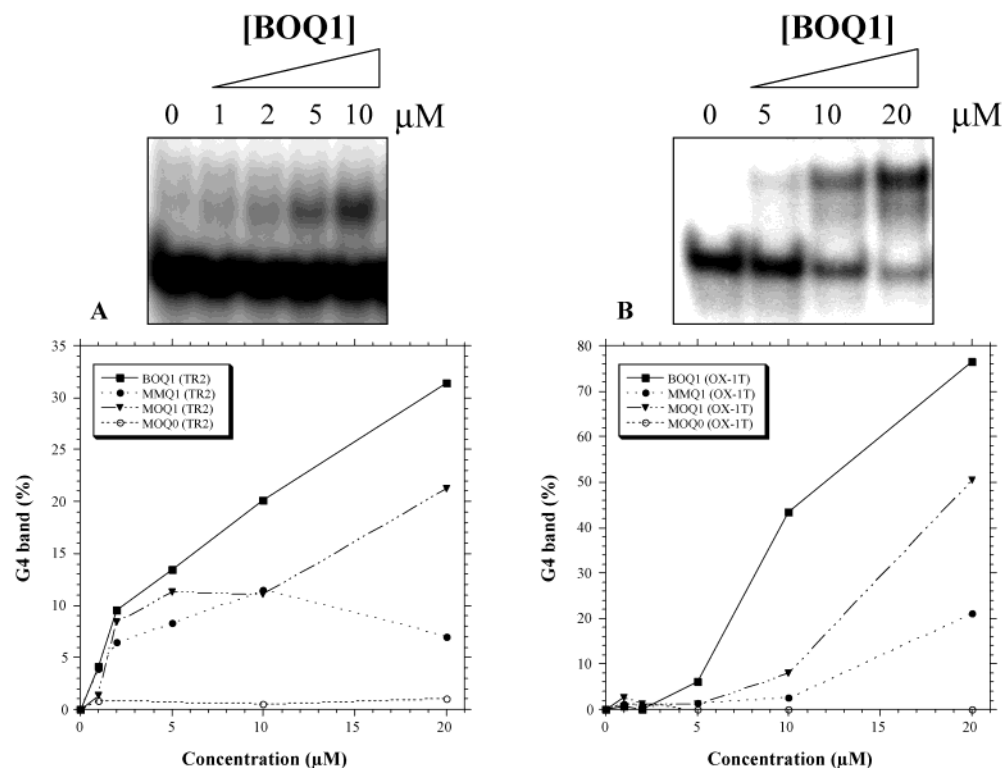 [BOQ1]
0 1 2 5 10 µM
A
35
30
25
20
15
10
5
0
G4 band (%)
BOQ1 (TR2)
MMQ1 (TR2)
MOQ1 (TR2)
MOQ0 (TR2)
0 5 10 15 20
Concentration (µM)
[BOQ1]
0 5 10 20 µM
B
80
70
60
50
40
30
20
10
0
G4 band (%)
BOQ1 (OX-1T)
MMQ1 (OX-1T)
MOQ1 (OX-1T)
MOQ0 (OX-1T)
0 5 10 15 20
Concentration (µM)